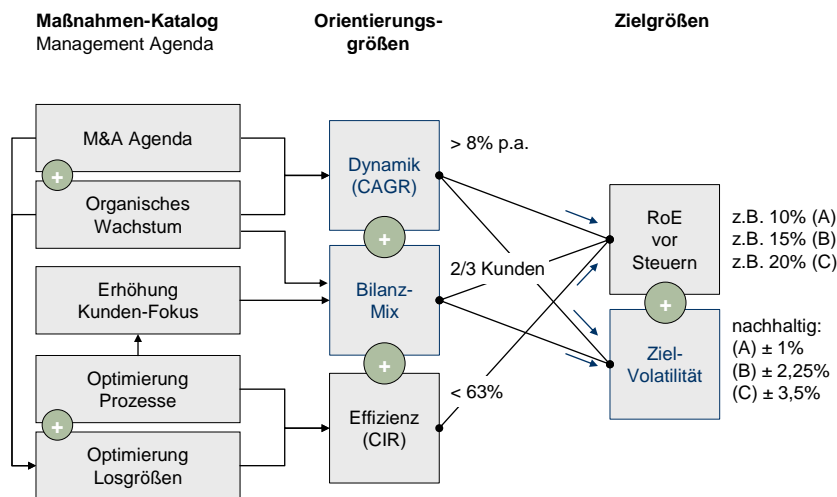 Maßnahmen-Katalog
Management Agenda
Orientierungs-
größen
Zielgrößen
M&A Agenda
+
Organisches
Wachstum
Erhöhung
Kunden-Fokus
Optimierung
Prozesse
+
Optimierung
Losgrößen
Dynamik
(CAGR)
+
Bilanz-
Mix
+
Effizienz
(CIR)
> 8% p.a.
2/3 Kunden
< 63%
RoE
vor
Steuern
+
Ziel-
Volatilität
z.B. 10% (A)
z.B. 15% (B)
z.B. 20% (C)
nachhaltig:
(A) ± 1%
(B) ± 2,25%
(C) ± 3,5%